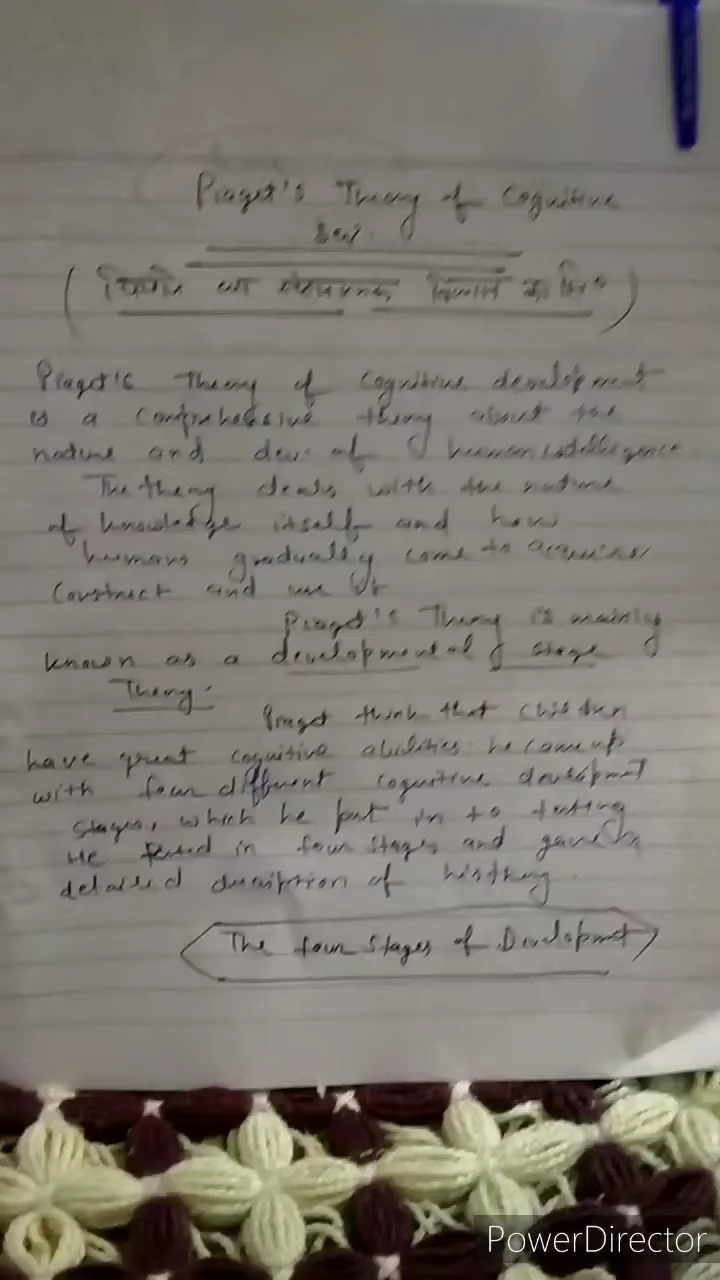 Piaget's Theory of Cognitive
Dev.
( पियाजे का संज्ञानात्मक विकास का सि० )
Piaget's Theory of Cognitive development
is a comprehensive theory about the
nature and dev. of human intelligence
The theory deals with the nature
of knowledge itself and how
humans gradually come to acquire
construct and use it
Piaget's Theory is mainly
known as a developmental stage
Theory.
Piaget think that children
have great cognitive abilities. he came up
with four different cognitive development
stages, which he put in to testing
He in four stages and gave
detailed description of his theory.
The four stages of Development
PowerDirector